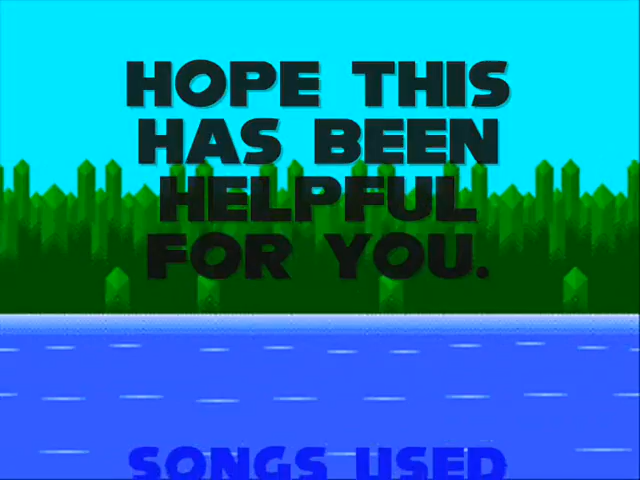 HOPE THIS
HAS BEEN
HELPFUL
FOR YOU.
SONGS USED